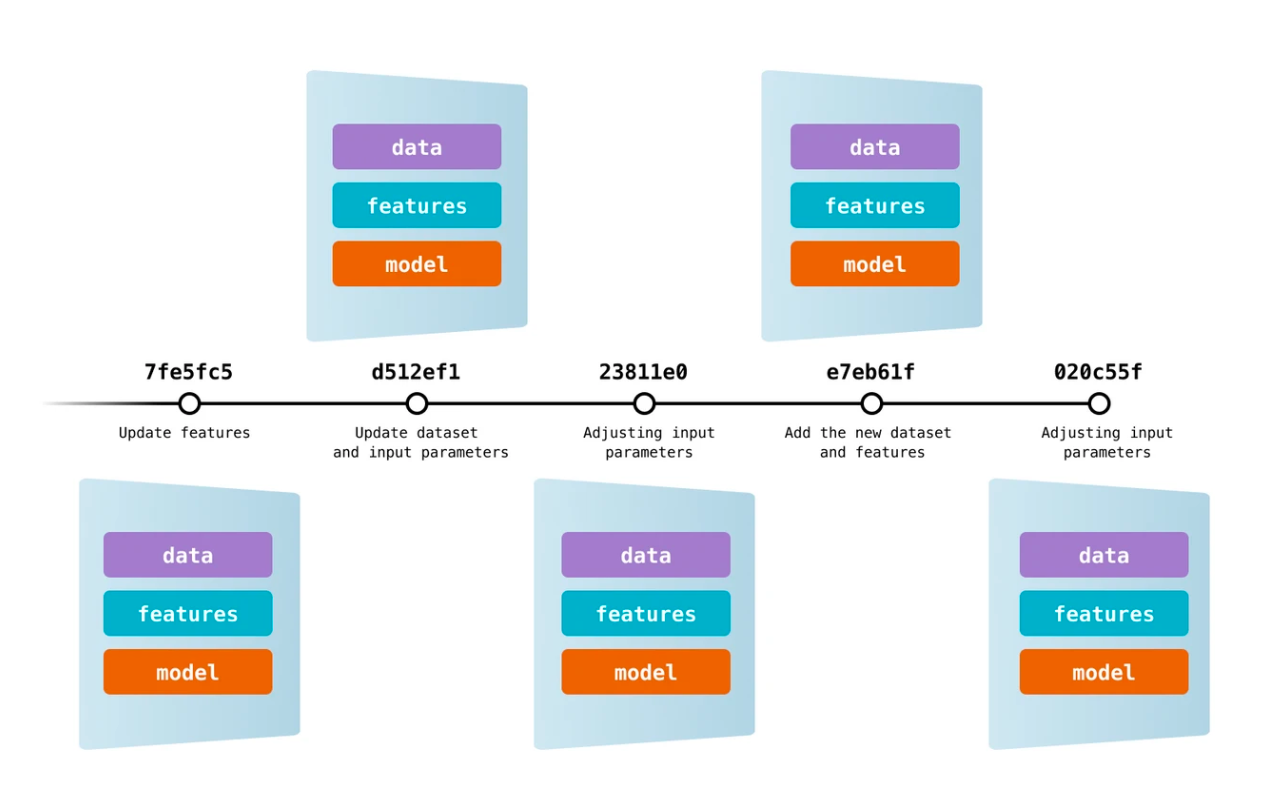 data
features
model
data
features
model
7fe5fc5
d512ef1
23811e0
e7eb61f
020c55f
Update features
Update dataset
and input parameters
Adjusting input
parameters
Add the new dataset
and features
Adjusting input
parameters
data
features
model
data
features
model
data
features
model